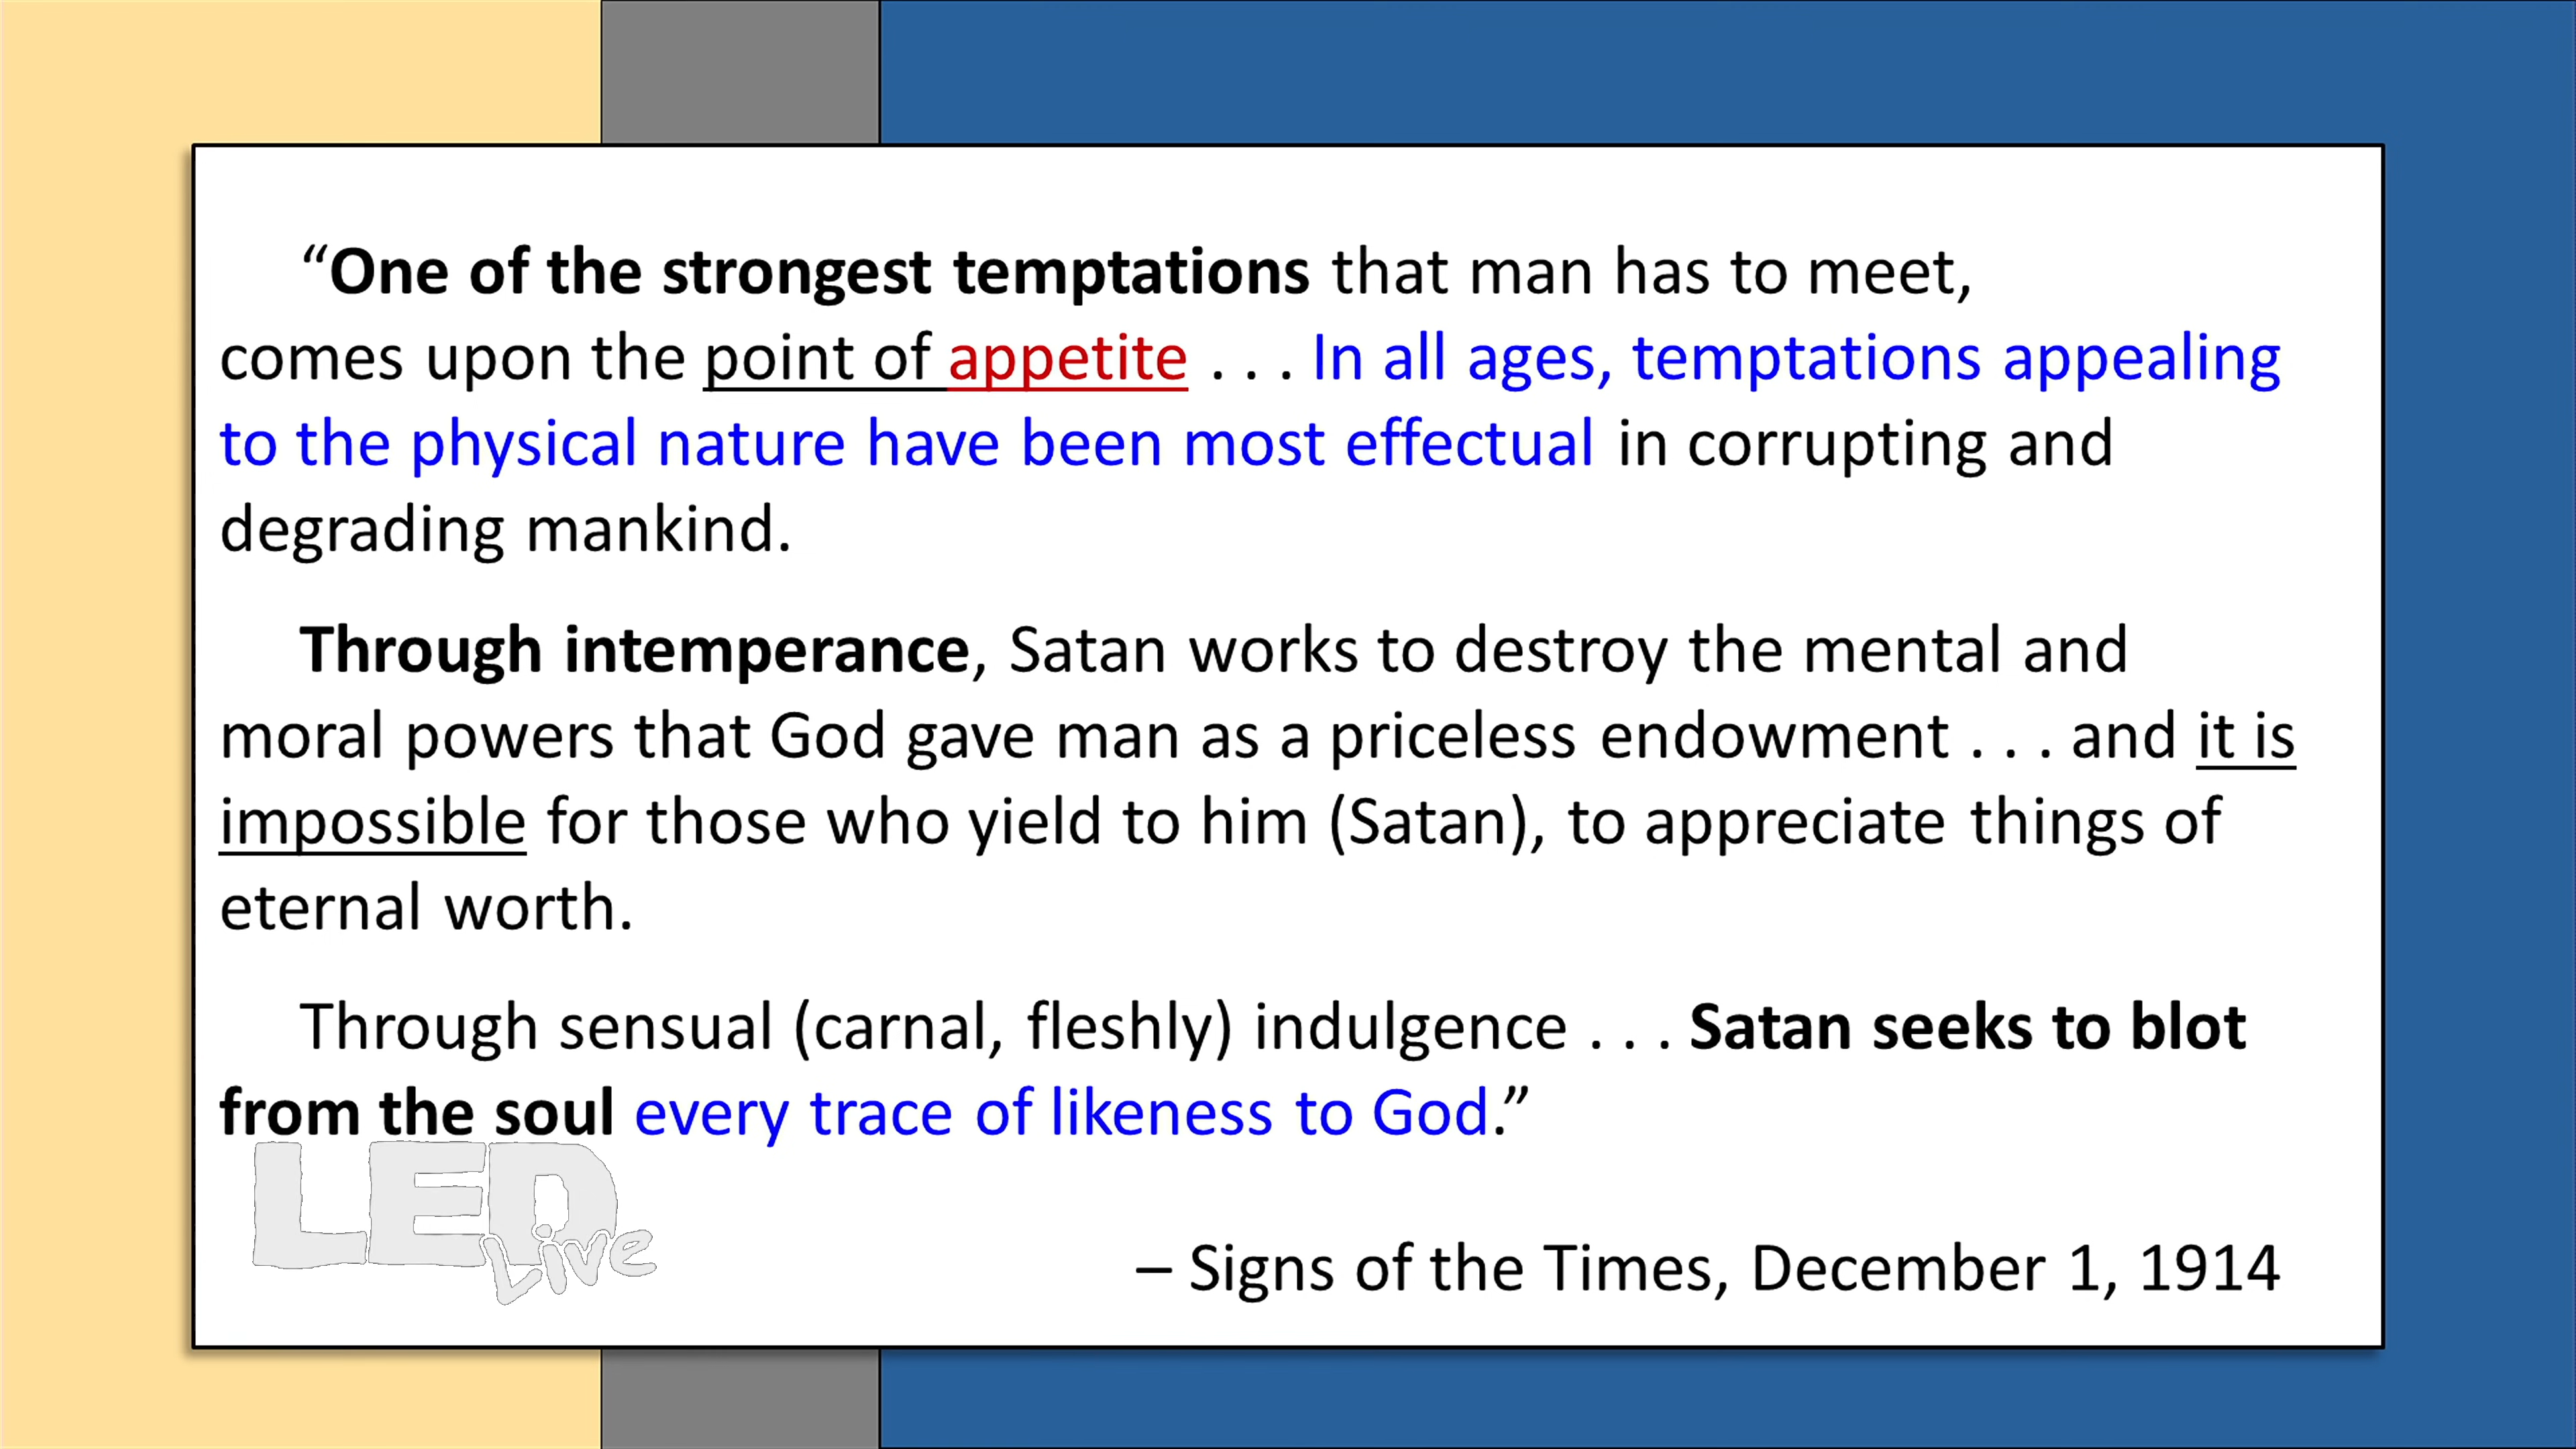 “One of the strongest temptations that man has to meet,
comes upon the point of appetite . . . In all ages, temptations appealing
to the physical nature have been most effectual in corrupting and
degrading mankind.
Through intemperance, Satan works to destroy the mental and
moral powers that God gave man as a priceless endowment . . . and it is
impossible for those who yield to him (Satan), to appreciate things of
eternal worth.
Through sensual (carnal, fleshly) indulgence . . . Satan seeks to blot
from the soul every trace of likeness to God.”
LED
Live
– Signs of the Times, December 1, 1914